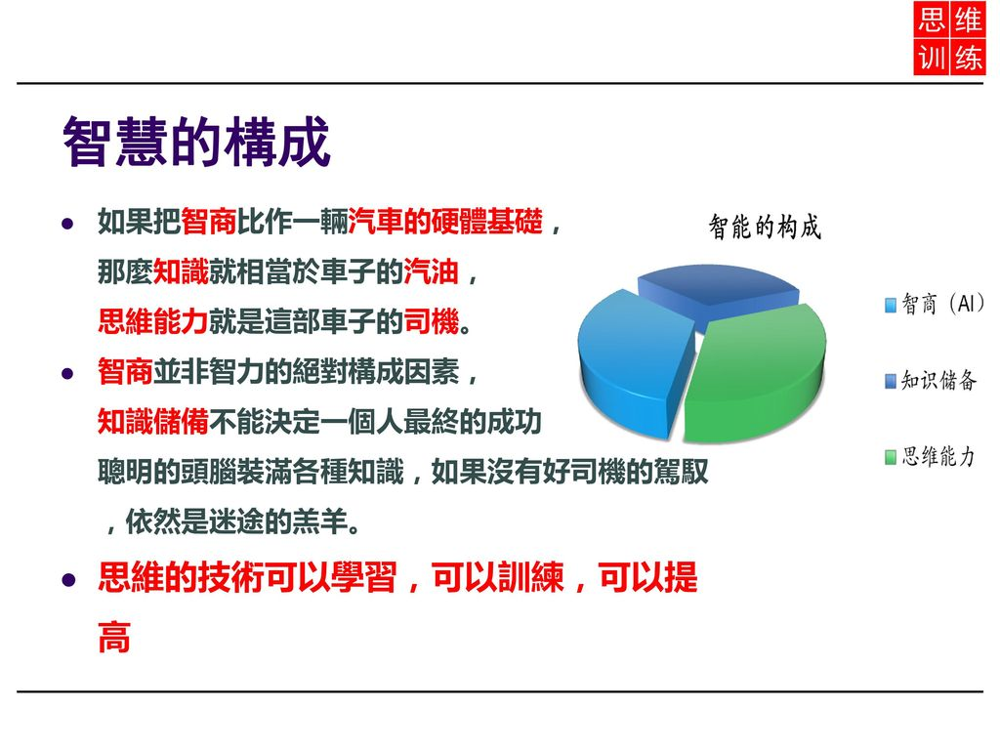 思维
训练
智慧的構成
如果把智商比作一輛汽車的硬體基礎，
那麼知識就相當於車子的汽油，
思維能力就是這部車子的司機。
智商並非智力的絕對構成因素，
知識儲備不能決定一個人最終的成功
聰明的頭腦裝滿各種知識，如果沒有好司機的駕馭
，依然是迷途的羔羊。
思維的技術可以學習，可以訓練，可以提
高
智能的构成
智商（AI）
知识储备
思维能力